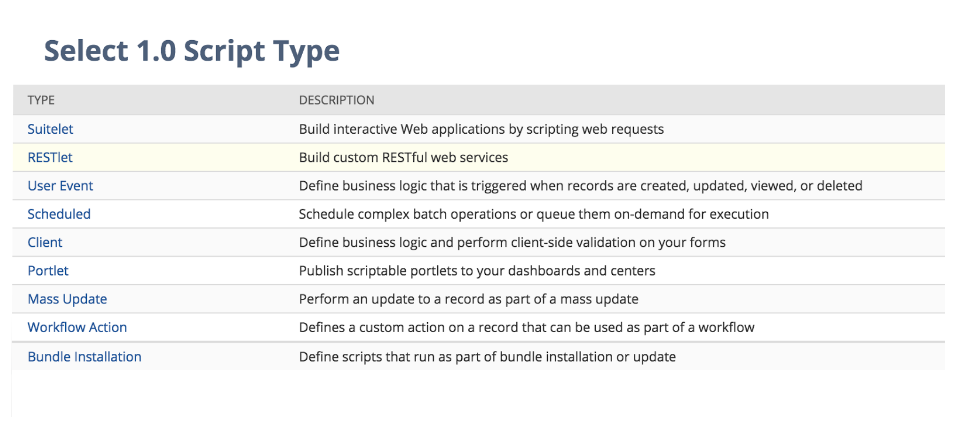 Select 1.0 Script Type
TYPE DESCRIPTION
Suitelet Build interactive Web applications by scripting web requests
RESTlet Build custom RESTful web services
User Event Define business logic that is triggered when records are created, updated, viewed, or deleted
Scheduled Schedule complex batch operations or queue them on-demand for execution
Client Define business logic and perform client-side validation on your forms
Portlet Publish scriptable portlets to your dashboards and centers
Mass Update Perform an update to a record as part of a mass update
Workflow Action Defines a custom action on a record that can be used as part of a workflow
Bundle Installation Define scripts that run as part of bundle installation or update